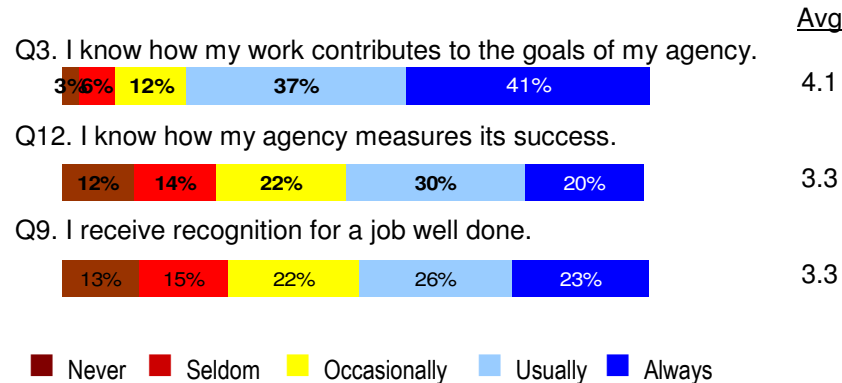 Avg
Q3. I know how my work contributes to the goals of my agency.
3% 6% 12% 37% 41% 4.1
Q12. I know how my agency measures its success.
12% 14% 22% 30% 20% 3.3
Q9. I receive recognition for a job well done.
13% 15% 22% 26% 23% 3.3
Never Seldom Occasionally Usually Always